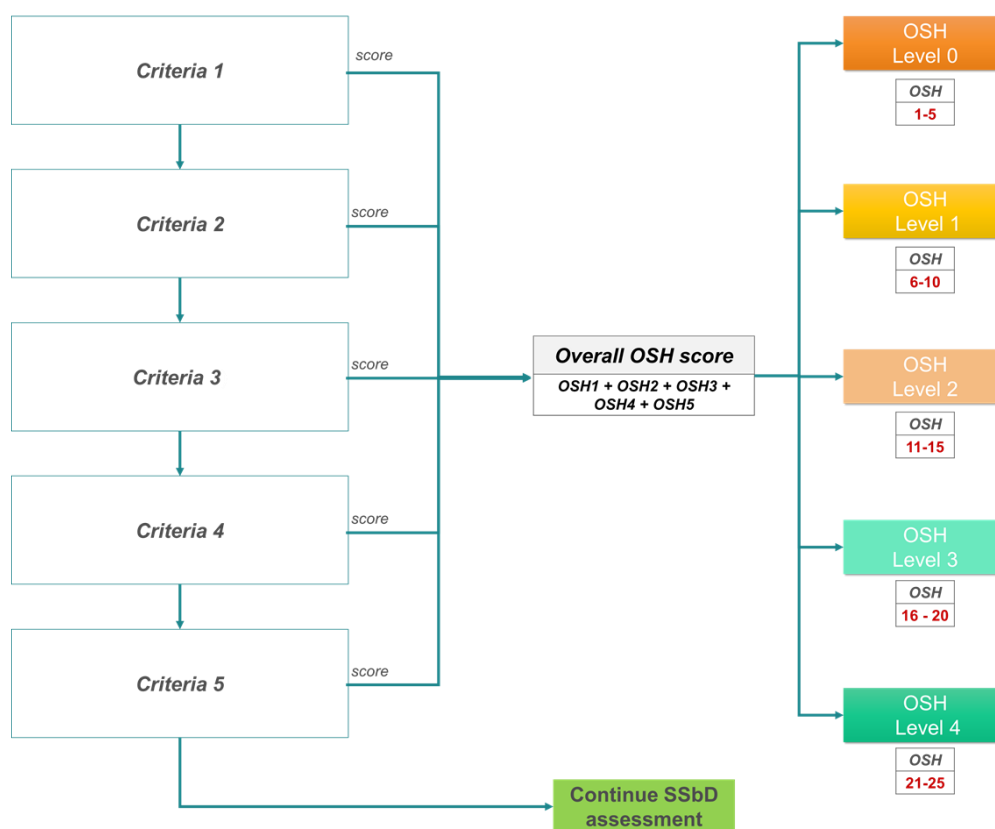 Criteria 1
score
Criteria 2
score
Criteria 3
score
Criteria 4
score
Criteria 5
score
Overall OSH score
OSH1 + OSH2 + OSH3 +
OSH4 + OSH5
OSH
Level 0
OSH
1-5
OSH
Level 1
OSH
6-10
OSH
Level 2
OSH
11-15
OSH
Level 3
OSH
16 - 20
OSH
Level 4
OSH
21-25
Continue SSbD
assessment